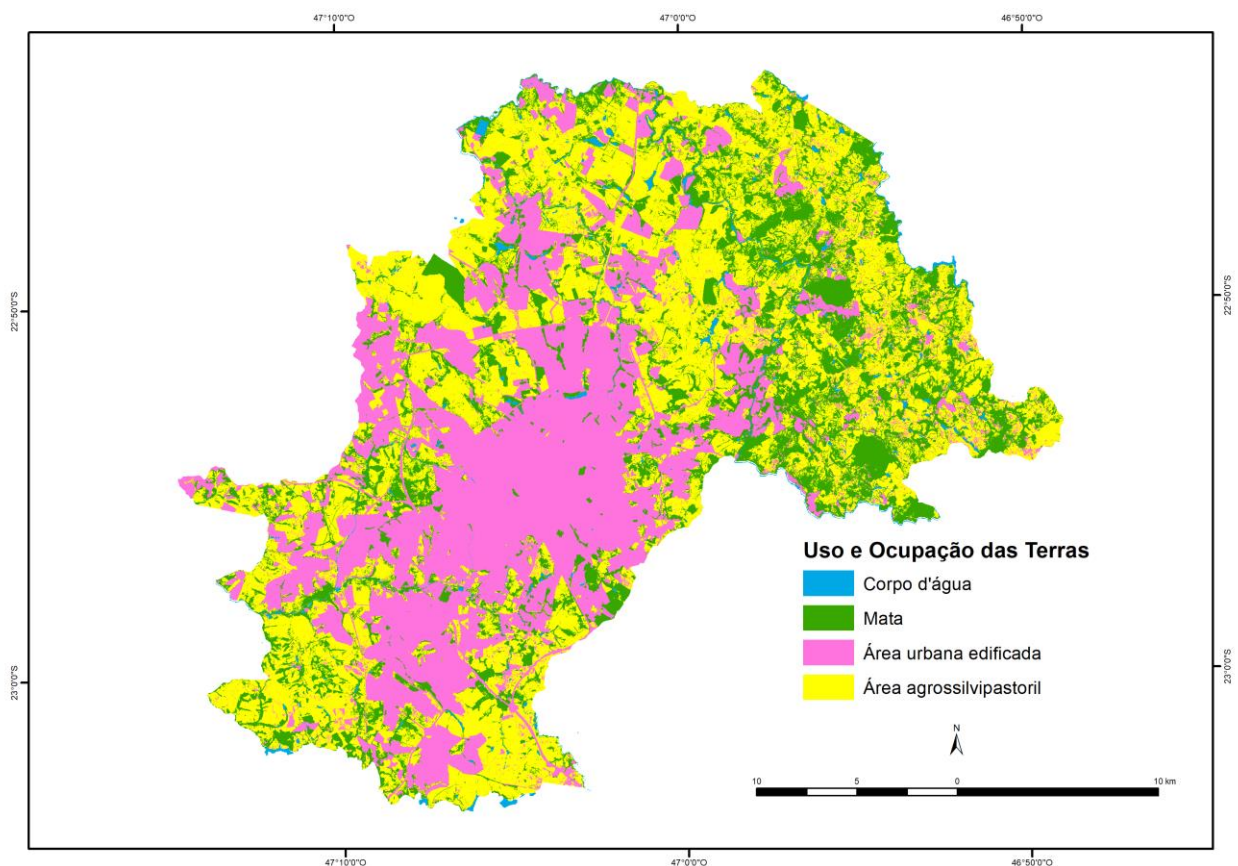 47°10'0"O
47°0'0"O
46°50'0"O
22°50'0"S
22°50'0"S
Uso e Ocupação das Terras
Corpo d'água
Mata
Área urbana edificada
Área agrossilvipastoril
23°0'0"S
23°0'0"S
N
10
5
0
10 km
47°10'0"O
47°0'0"O
46°50'0"O